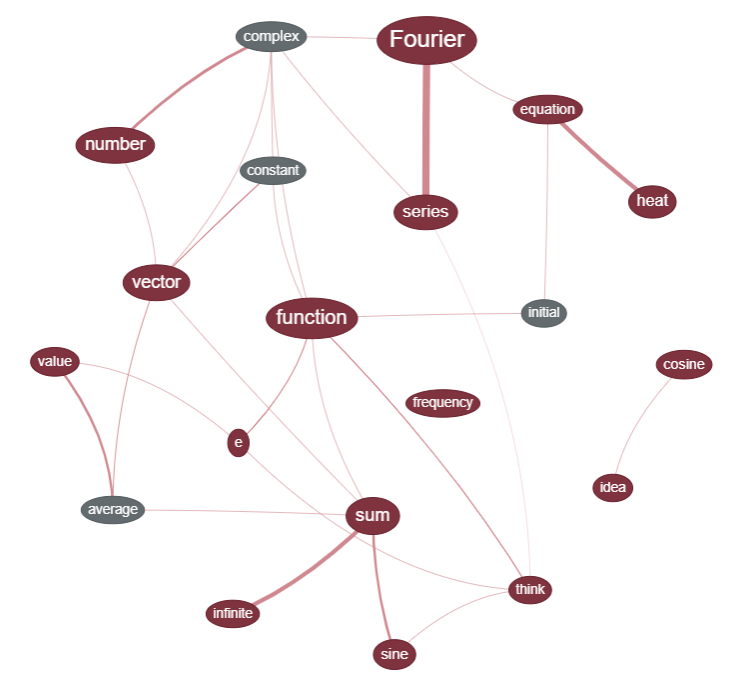 complex
Fourier
equation
number
constant
heat
series
vector
function
initial
value
cosine
frequency
e
idea
average
sum
think
infinite
sine